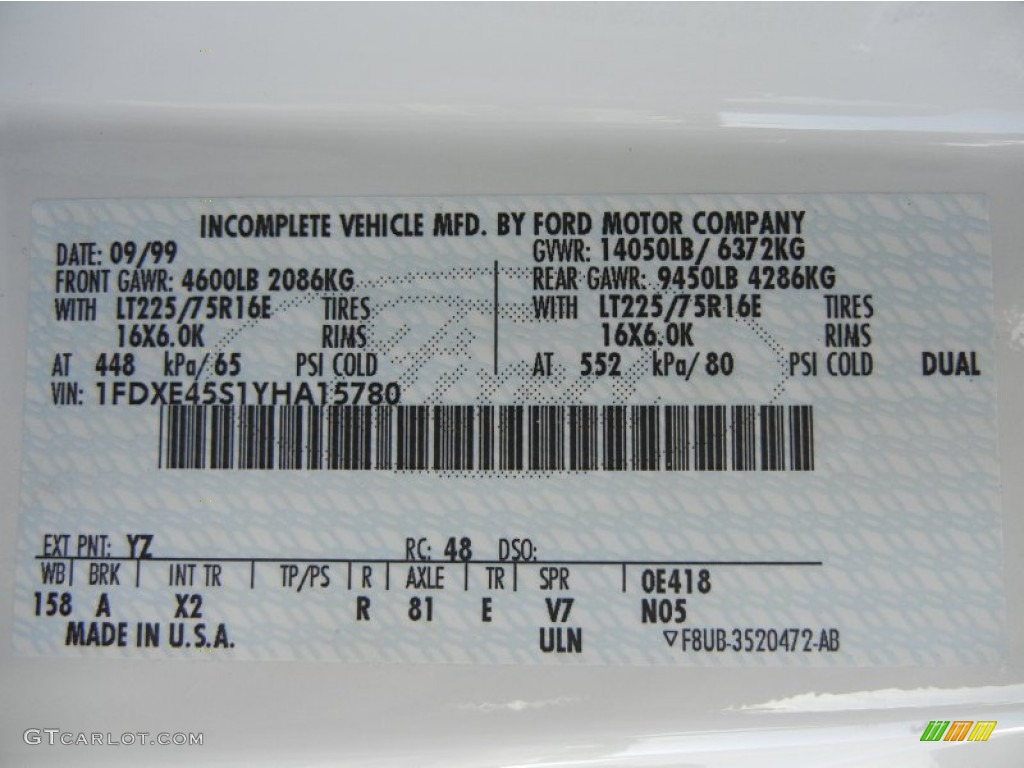 INCOMPLETE VEHICLE MFD. BY FORD MOTOR COMPANY
DATE: 09/99 GVWR: 14050LB/ 6372KG
FRONT GAWR: 4600LB 2086KG REAR GAWR: 9450LB 4286KG
WITH LT225/75R16E TIRES WITH LT225/75R16E TIRES
16X6.0K RIMS 16X6.0K RIMS
AT 448 kPa/ 65 PSI COLD AT 552 kPa/ 80 PSI COLD DUAL
VIN: 1FDXE45S1YHA15780
EXT PNT: YZ RC: 48 DSO:
WB BRK INT TR TP/PS R AXLE TR SPR 0E418
158 A X2 R 81 E V7 N05
MADE IN U.S.A. ULN ▽F8UB-3520472-AB
GTCARLOT.COM